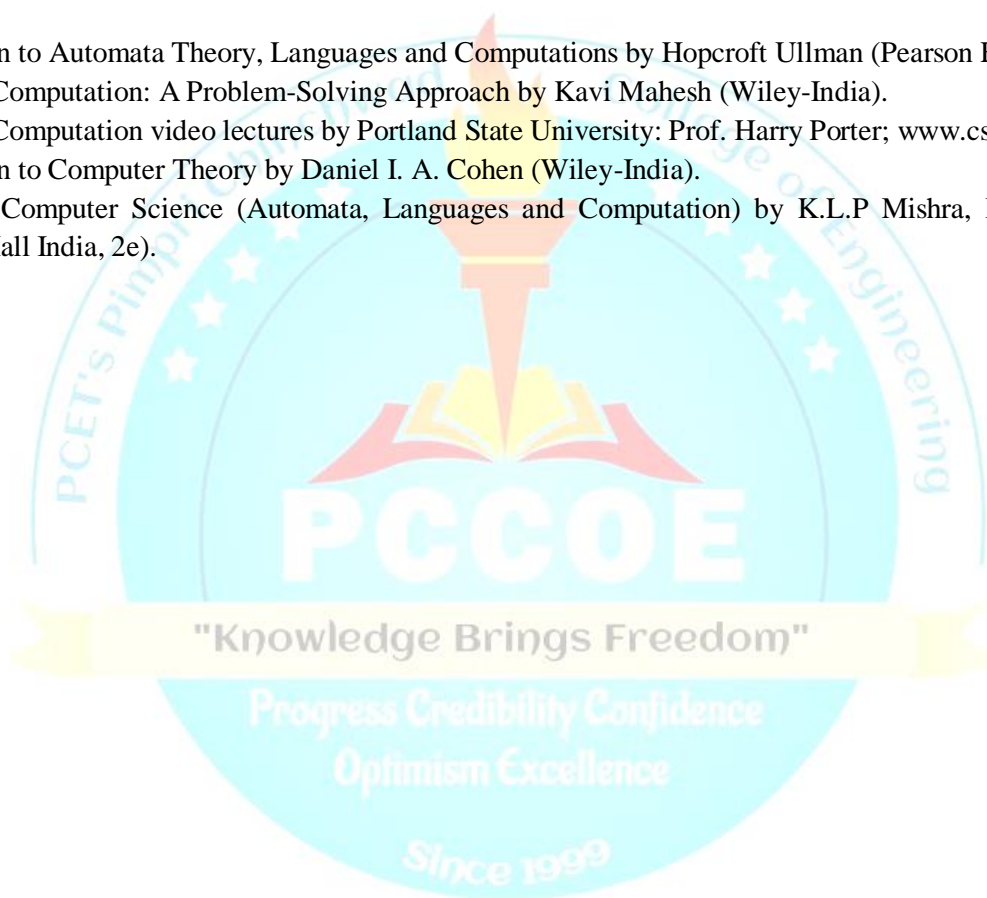 n to Automata Theory, Languages and Computations by Hopcroft Ullman (Pearson
Computation: A Problem-Solving Approach by Kavi Mahesh (Wiley-India).
Computation video lectures by Portland State University: Prof. Harry Porter; www.cs
n to Computer Theory by Daniel I. A. Cohen (Wiley-India).
Computer Science (Automata, Languages and Computation) by K.L.P Mishra,
all India, 2e).
PCET's Pimpri Chinchwad College of Engineering
PCCOE
"Knowledge Brings Freedom"
Progress Credibility Confidence
Optimism Excellence
Since 1999